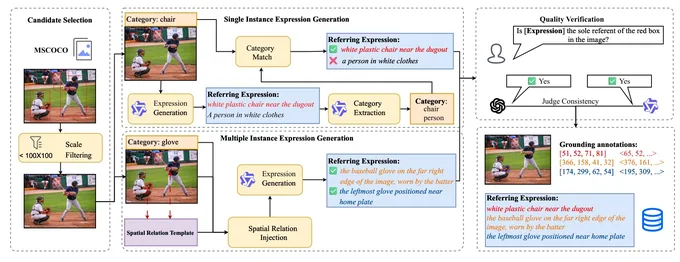 Candidate Selection
MSCOCO
< 100X100
Scale
Filtering
Single Instance Expression Generation
Category: chair
Category
Match
Referring Expression:
white plastic chair near the dugout
a person in white clothes
Expression
Generation
Referring Expression:
white plastic chair near the dugout
A person in white clothes
Category
Extraction
Category:
chair
person
Multiple Instance Expression Generation
Category: glove
Spatial Relation Template
Spatial Relation
Injection
Expression
Generation
Referring Expression:
the baseball glove on the far right
edge of the image, worn by the batter
the leftmost glove positioned near
home plate
Quality Verification
Is [Expression] the sole referent of the red box
in the image?
Yes
Yes
Judge Consistency
Grounding annotations:
[51, 52, 71, 81] <65, 52, ...>
[366, 158, 41, 32] <376, 161, ...>
[174, 299, 62, 54] <195, 309, ...>
Referring Expression:
white plastic chair near the dugout
the baseball glove on the far right edge of the
image, worn by the batter
the leftmost glove positioned near home plate